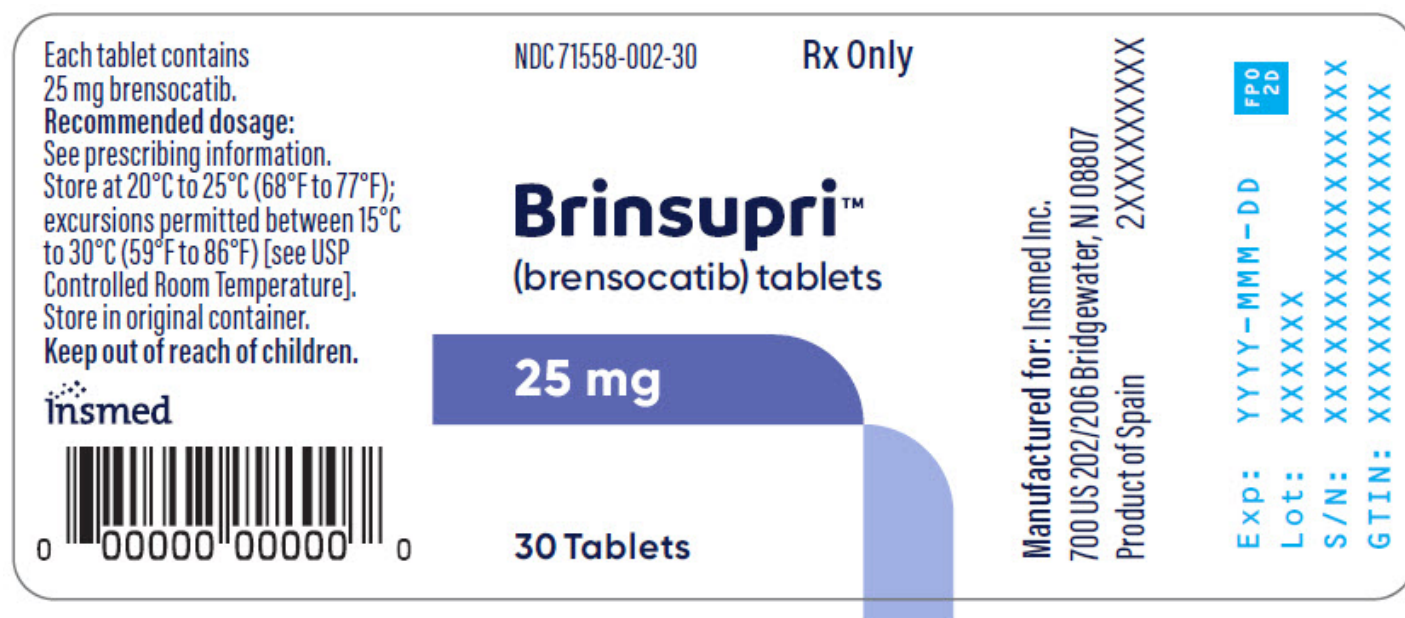 Each tablet contains
25 mg brensocatib.
Recommended dosage:
See prescribing information.
Store at 20°C to 25°C (68°F to 77°F);
excursions permitted between 15°C
to 30°C (59°F to 86°F) [see USP
Controlled Room Temperature].
Store in original container.
Keep out of reach of children.
insmed
0 00000 00000 0
NDC 71558-002-30 Rx Only
Brinsupri™
(brensocatib) tablets
25 mg
30 Tablets
Manufactured for: Insmed Inc.
700 US 202/206 Bridgewater, NJ 08807
Product of Spain 2XXXXXXXX
FPO
2D
Exp: YYYY-MMM-DD
Lot: XXXXXX